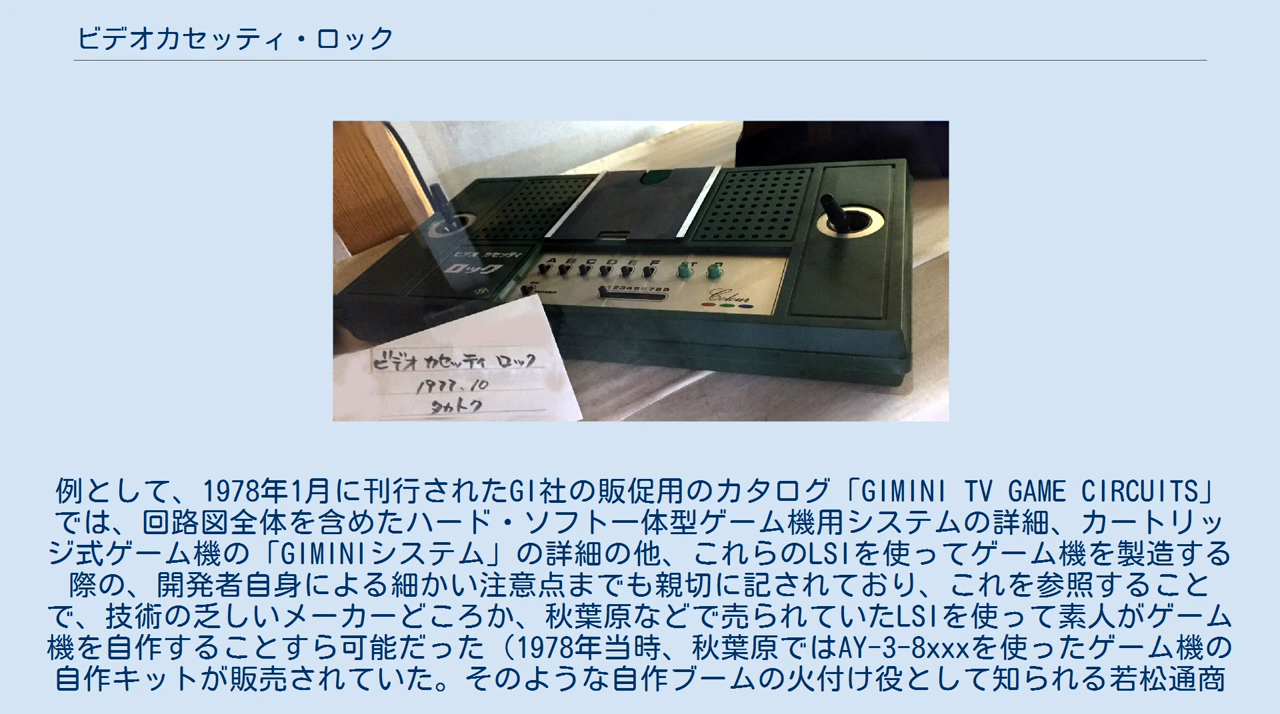 ビデオカセッティ・ロック
ビデオ カセッティ
ロック
A B C D E F
Colour
ビデオ カセッティ ロック
1977.10
タカトク
例として、1978年1月に刊行されたGI社の販促用のカタログ「GIMINI TV GAME CIRCUITS」
では、回路図全体を含めたハード・ソフト一体型ゲーム機用システムの詳細、カートリッ
ジ式ゲーム機の「GIMINIシステム」の詳細の他、これらのLSIを使ってゲーム機を製造する
際の、開発者自身による細かい注意点までも親切に記されており、これを参照すること
で、技術の乏しいメーカーどころか、秋葉原などで売られていたLSIを使って素人がゲーム
機を自作することすら可能だった（1978年当時、秋葉原ではAY-3-8xxxを使ったゲーム機の
自作キットが販売されていた。そのような自作ブームの火付け役として知られる若松通商